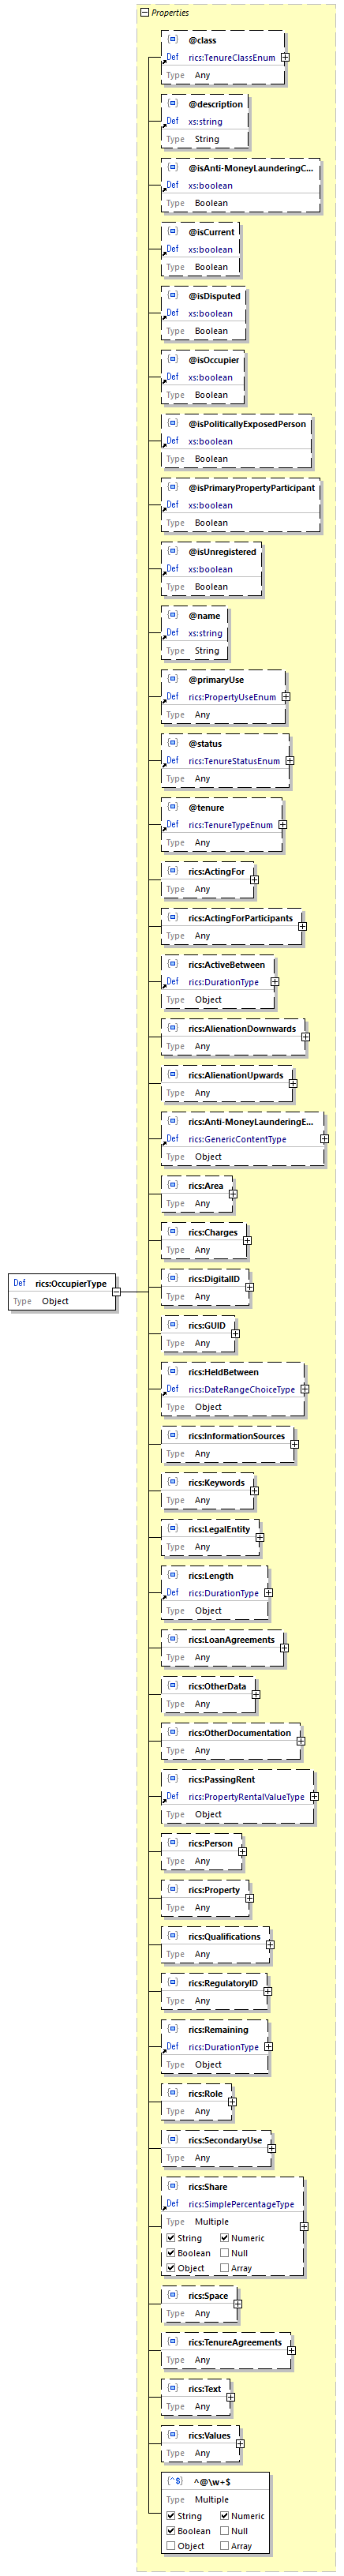 Properties
@class
Def rics:TenureClassEnum
Type Any
@description
Def xs:string
Type String
@isAnti-MoneyLaunderingC...
Def xs:boolean
Type Boolean
@isCurrent
Def xs:boolean
Type Boolean
@isDisputed
Def xs:boolean
Type Boolean
@isOccupier
Def xs:boolean
Type Boolean
@isPoliticallyExposedPerson
Def xs:boolean
Type Boolean
@isPrimaryPropertyParticipant
Def xs:boolean
Type Boolean
@isUnregistered
Def xs:boolean
Type Boolean
@name
Def xs:string
Type String
@primaryUse
Def rics:PropertyUseEnum
Type Any
@status
Def rics:TenureStatusEnum
Type Any
@tenure
Def rics:TenureTypeEnum
Type Any
rics:ActingFor
Type Any
rics:ActingForParticipants
Type Any
rics:ActiveBetween
Def rics:DurationType
Type Object
rics:AlienationDownwards
Type Any
rics:AlienationUpwards
Type Any
rics:Anti-MoneyLaunderingE...
Def rics:GenericContentType
Type Object
rics:Area
Type Any
rics:Charges
Type Any
Def rics:OccupierType
Type Object
rics:DigitalID
Type Any
rics:GUID
Type Any
rics:HeldBetween
Def rics:DateRangeChoiceType
Type Object
rics:InformationSources
Type Any
rics:Keywords
Type Any
rics:LegalEntity
Type Any
rics:Length
Def rics:DurationType
Type Object
rics:LoanAgreements
Type Any
rics:OtherData
Type Any
rics:OtherDocumentation
Type Any
rics:PassingRent
Def rics:PropertyRentalValueType
Type Object
rics:Person
Type Any
rics:Property
Type Any
rics:Qualifications
Type Any
rics:RegulatoryID
Type Any
rics:Remaining
Def rics:DurationType
Type Object
rics:Role
Type Any
rics:SecondaryUse
Type Any
rics:Share
Def rics:SimplePercentageType
Type Multiple
String Numeric
Boolean Null
Object Array
rics:Space
Type Any
rics:TenureAgreements
Type Any
rics:Text
Type Any
rics:Values
Type Any
^@\w+$
Type Multiple
String Numeric
Boolean Null
Object Array